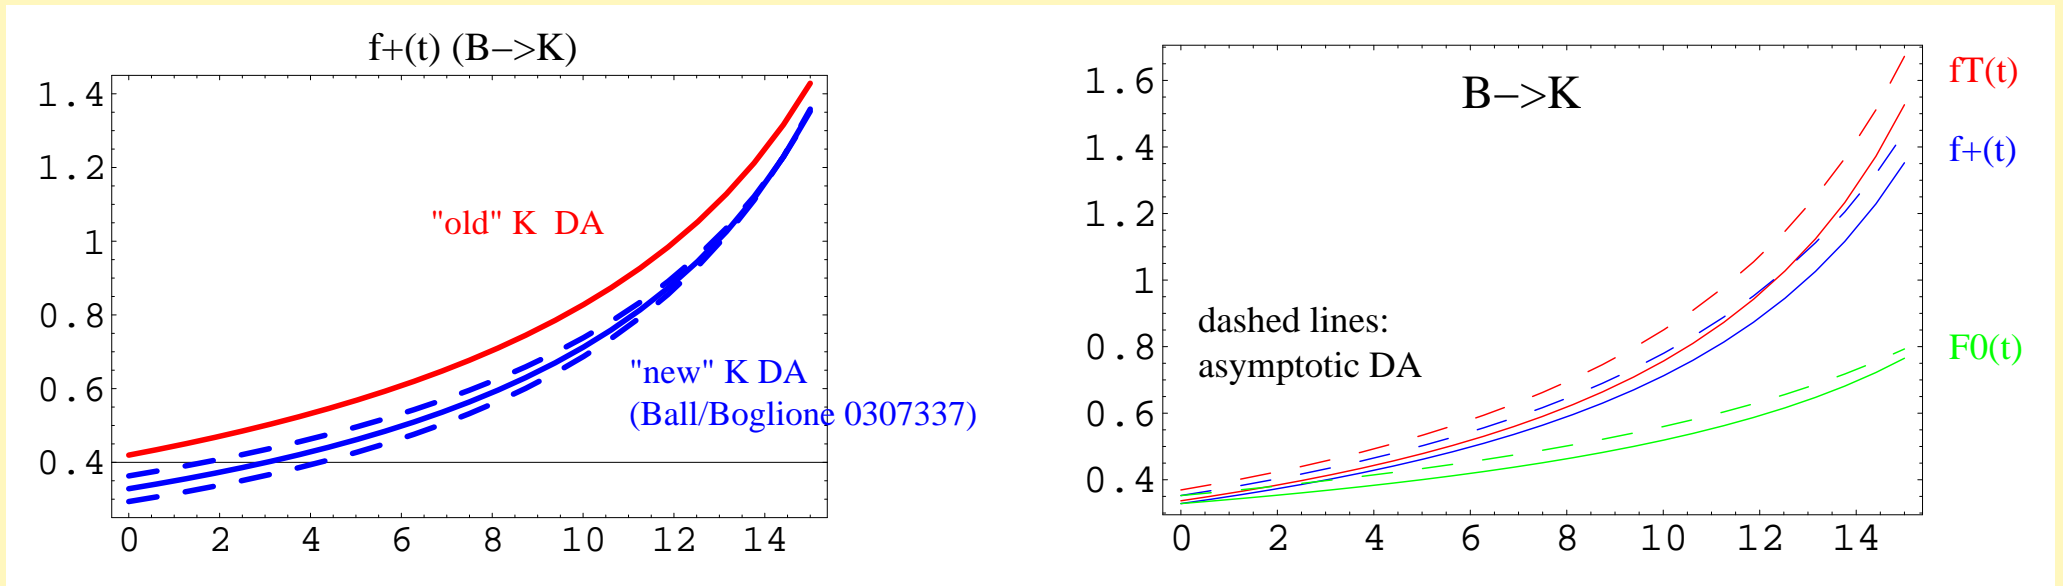 f+(t) (B−>K)
1.4
1.2
1
0.8
0.6
0.4
"old" K DA
"new" K DA
(Ball/Boglione 0307337)
0 2 4 6 8 10 12 14
B−>K
1.6
1.4
1.2
1
0.8
0.6
0.4
dashed lines:
asymptotic DA
0 2 4 6 8 10 12 14
fT(t)
f+(t)
F0(t)